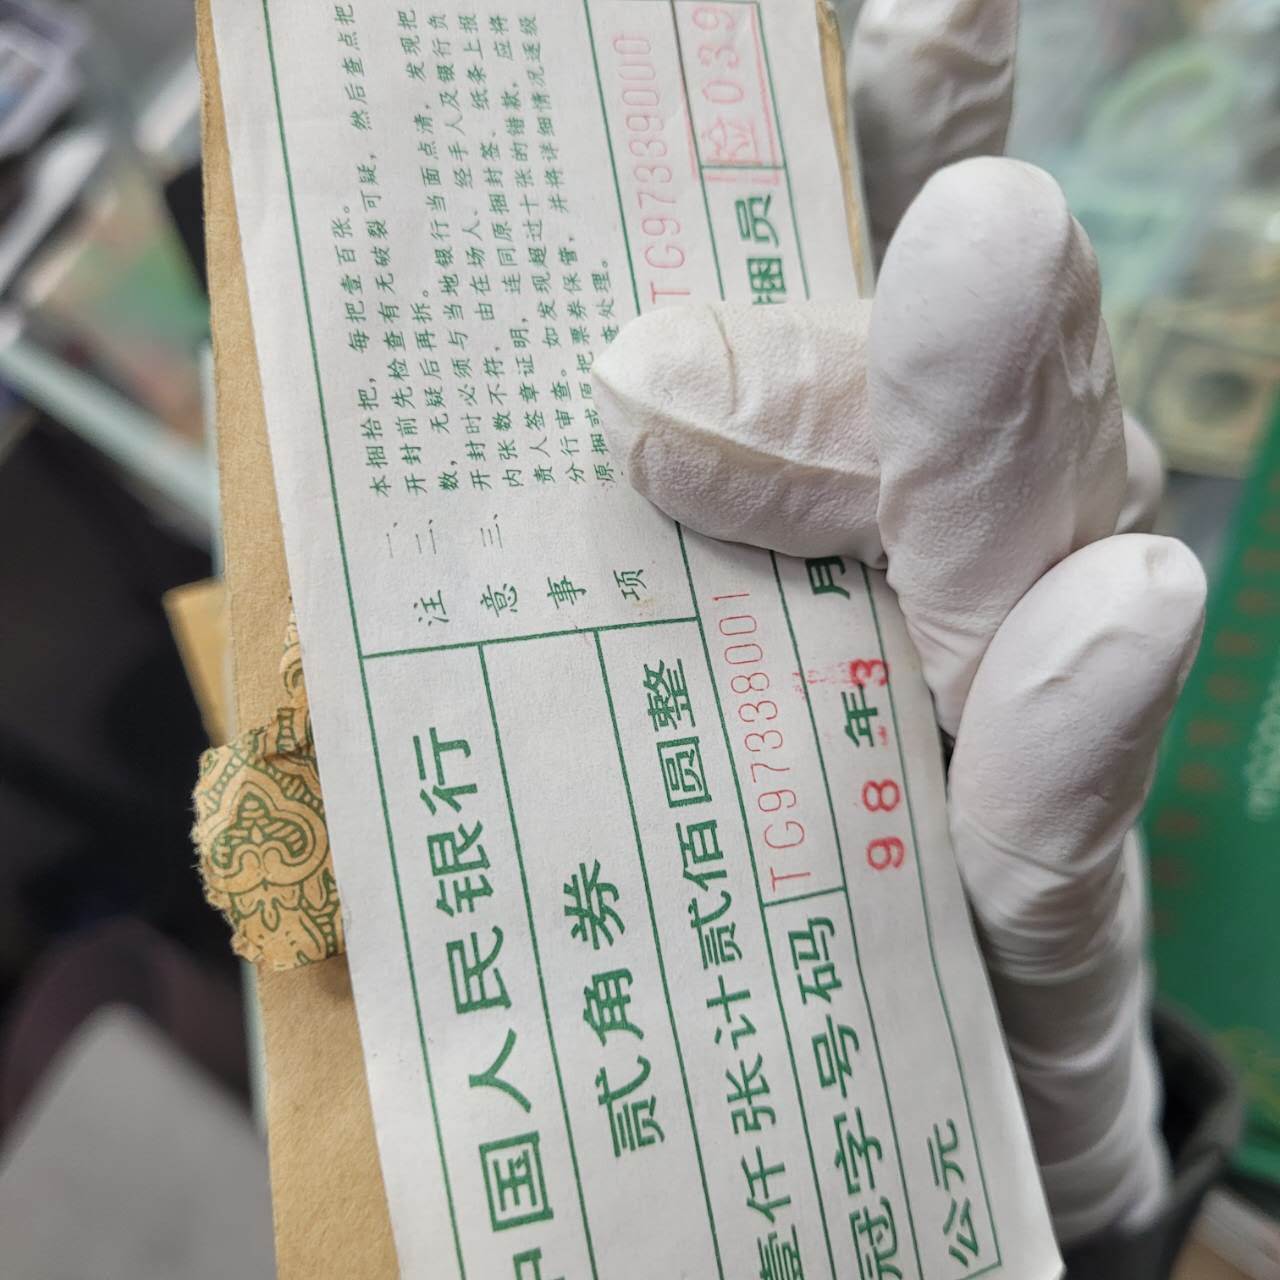 中国人民银行
贰角券
壹仟张计贰佰圆整
冠字号码 TG97338001 TG97339000
公元 98 年 3 月 捆员 检 039
注意事项
一、本捆拾把，每把壹百张。
二、开封前先检查有无破裂可疑，然后查点把
数，无疑后再拆。
三、开封时必须与当地银行当面点清，发现把
内张数不符，由在场人、经手人及银行负
责人签章证明，连同原捆封签、纸条上报
分行审查。如发现超过十张的错款，应将
原捆或原把票券保管，并将详细情况逐级
查处理。